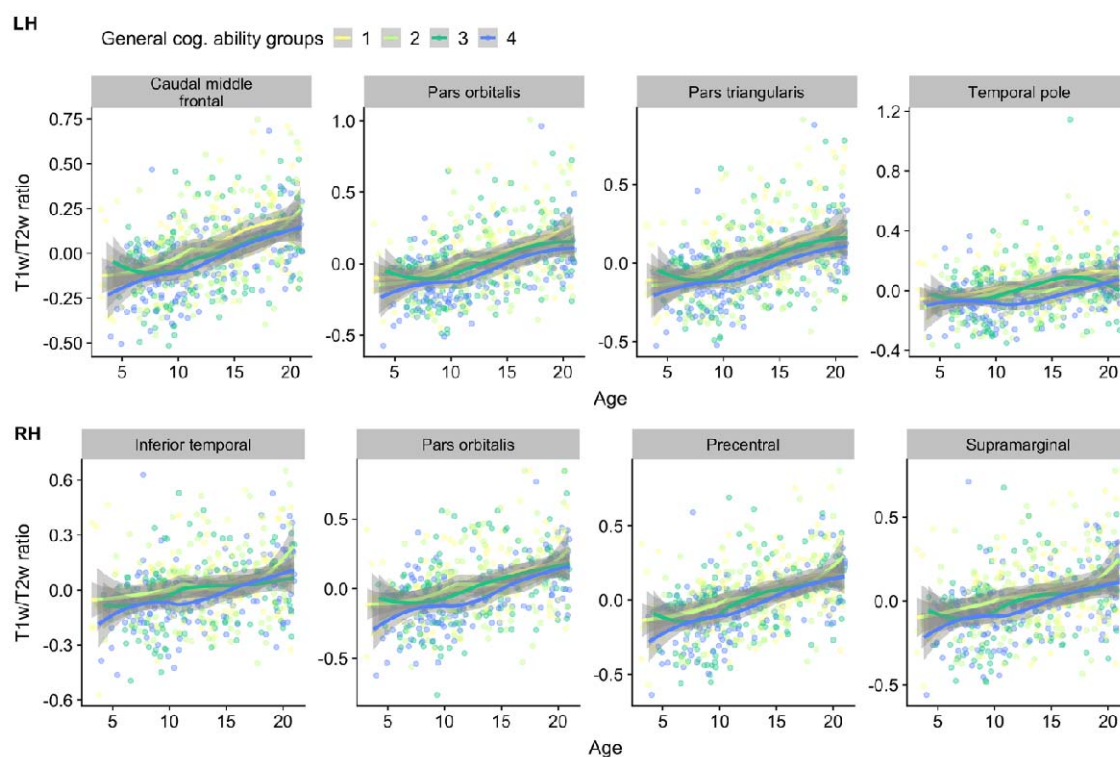 LH
General cog. ability groups 1 2 3 4
Caudal middle
frontal
Pars orbitalis
Pars triangularis
Temporal pole
T1w/T2w ratio
0.75
0.50
0.25
0.00
-0.25
-0.50
5 10 15 20
1.0
0.5
0.0
-0.5
5 10 15 20
0.5
0.0
-0.5
5 10 15 20
1.2
0.8
0.4
0.0
-0.4
5 10 15 20
Age
RH
Inferior temporal
Pars orbitalis
Precentral
Supramarginal
T1w/T2w ratio
0.6
0.3
0.0
-0.3
-0.6
5 10 15 20
0.5
0.0
-0.5
5 10 15 20
0.5
0.0
-0.5
5 10 15 20
0.5
0.0
-0.5
5 10 15 20
Age